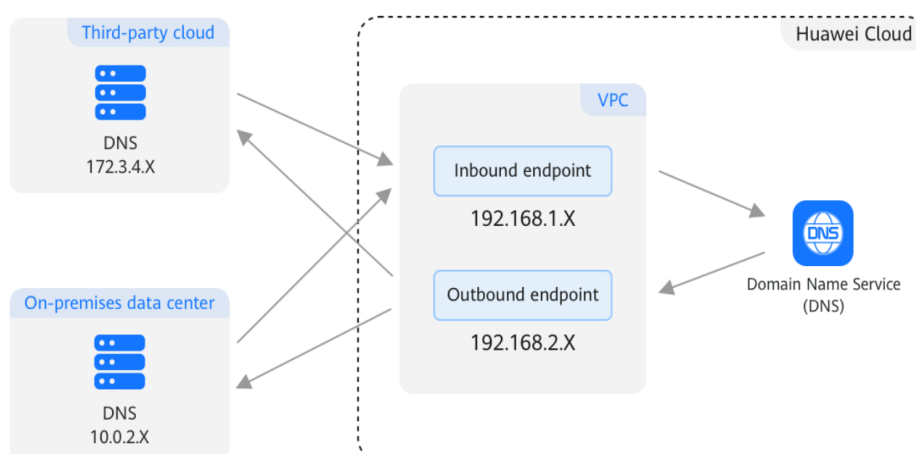 Third-party cloud
DNS
172.3.4.X
On-premises data center
DNS
10.0.2.X
Huawei Cloud
VPC
Inbound endpoint
192.168.1.X
Outbound endpoint
192.168.2.X
DNS
Domain Name Service
(DNS)